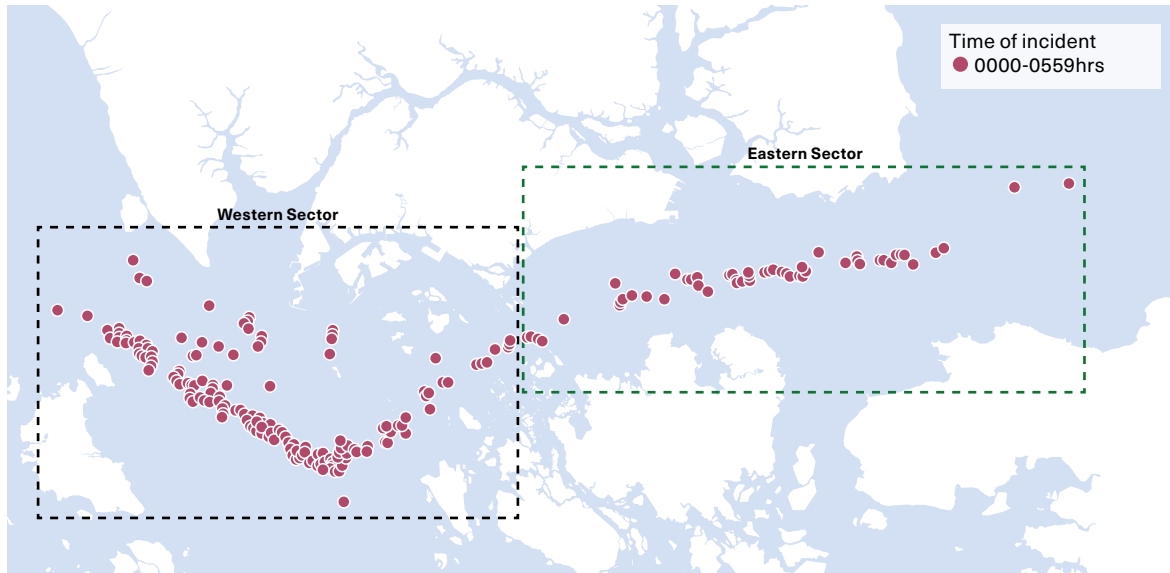 Time of incident
0000-0559hrs
Eastern Sector
Western Sector